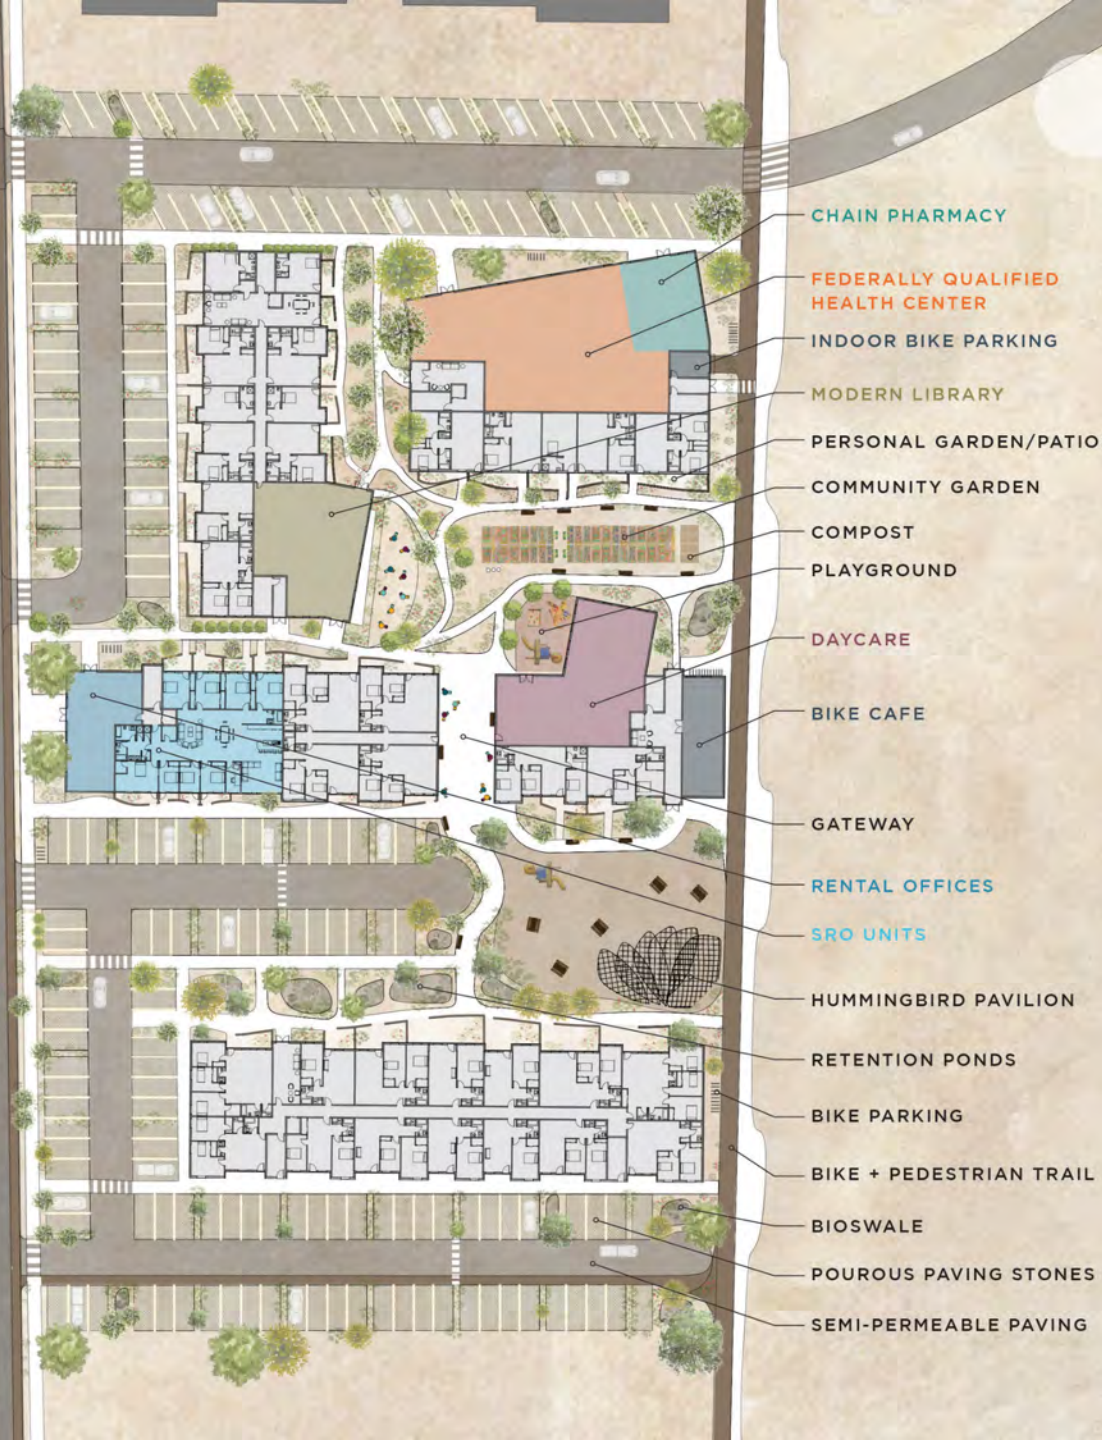 CHAIN PHARMACY
FEDERALLY QUALIFIED
HEALTH CENTER
INDOOR BIKE PARKING
MODERN LIBRARY
PERSONAL GARDEN/PATIO
COMMUNITY GARDEN
COMPOST
PLAYGROUND
DAYCARE
BIKE CAFE
GATEWAY
RENTAL OFFICES
SRO UNITS
HUMMINGBIRD PAVILION
RETENTION PONDS
BIKE PARKING
BIKE + PEDESTRIAN TRAIL
BIOSWALE
POUROUS PAVING STONES
SEMI-PERMEABLE PAVING